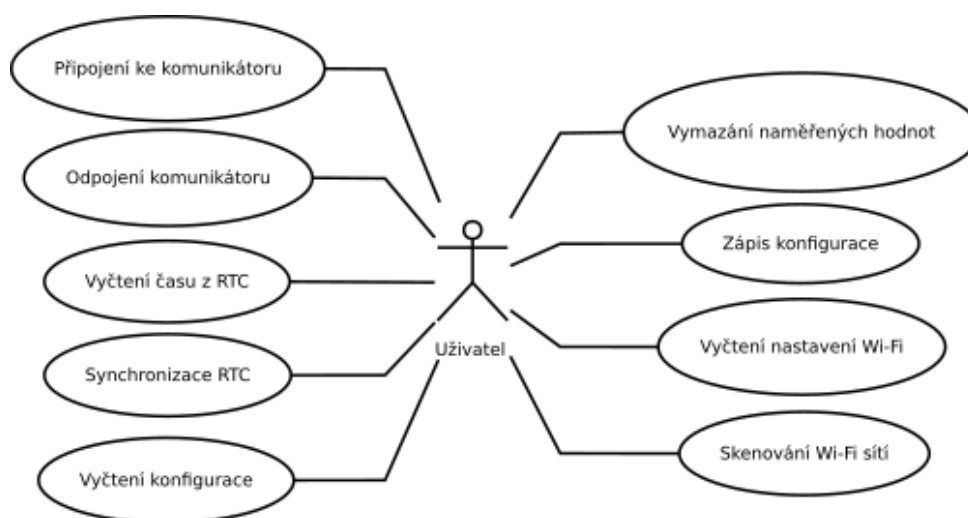 Připojení ke komunikátoru
Odpojení komunikátoru
Vyčtení času z RTC
Synchronizace RTC
Vyčtení konfigurace
Uživatel
Vymazání naměřených hodnot
Zápis konfigurace
Vyčtení nastavení Wi-Fi
Skenování Wi-Fi sítí